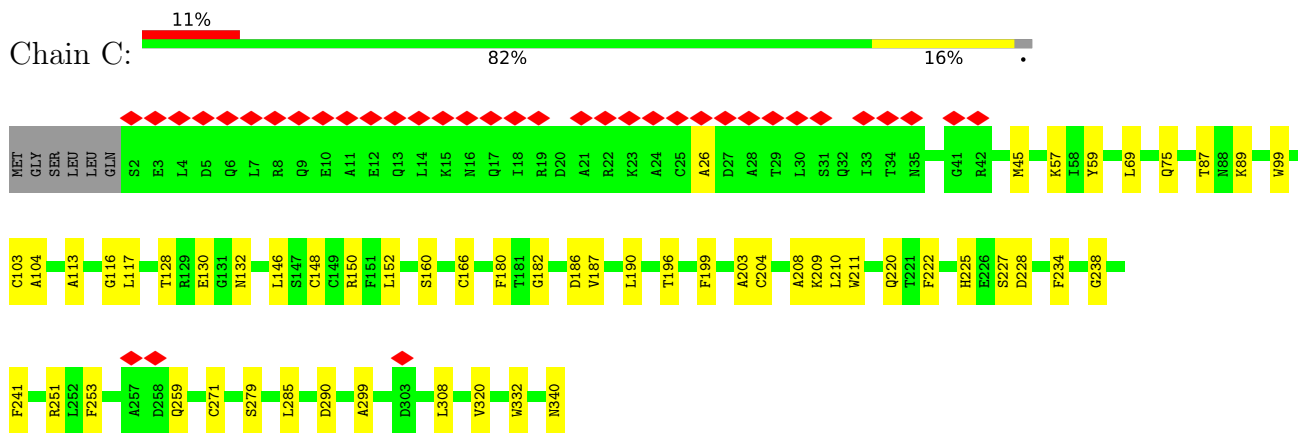 11%
Chain C:
82% 16% •
MET GLY SER LEU LEU GLN S2 E3 L4 D5 Q6 L7 R8 Q9 E10 A11 E12 Q13 L14 K15 N16 Q17 I18 R19 D20 A21 R22 K23 A24 C25 A26 D27 A28 T29 L30 S31 Q32 I33 T34 N35 G41 R42 M45 K57 I58 Y59 L69 Q75 T87 N88 K89 W99
C103 A104 A113 G116 L117 T128 R129 E130 G131 N132 L146 S147 C148 C149 R150 F151 L152 S160 C166 F180 T181 G182 D186 V187 L190 T196 F199 A203 C204 A208 K209 L210 W211 Q220 T221 F222 H225 E226 S227 D228 F234 G238
F241 R251 L252 F253 A257 D258 Q259 C271 S279 L285 D290 A299 D303 L308 V320 W332 N340